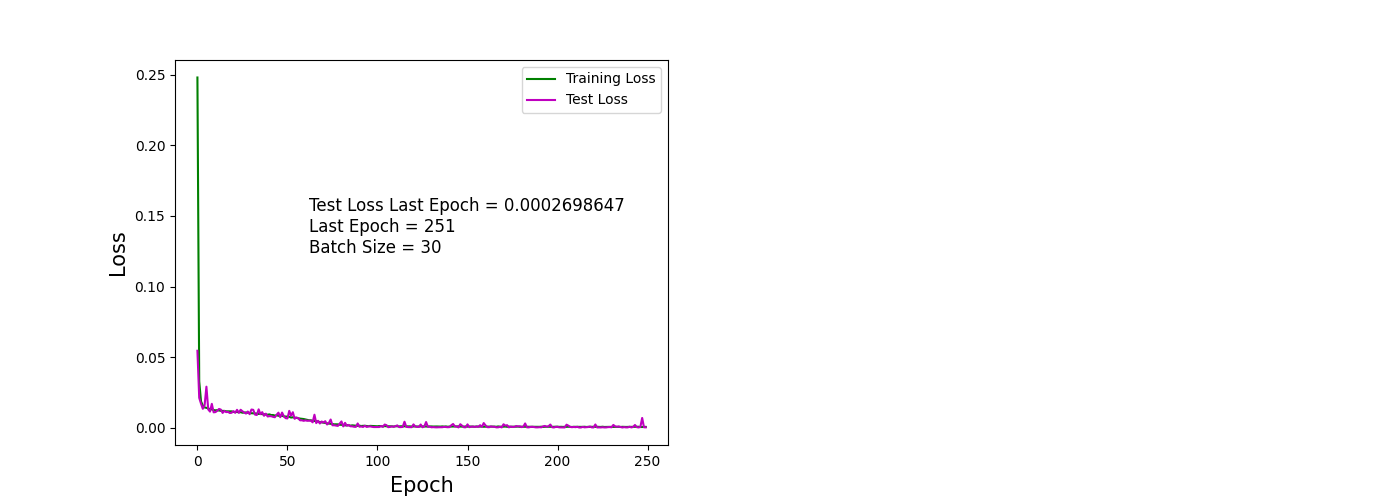 0.25
0.20
0.15
0.10
0.05
0.00
Loss
Training Loss
Test Loss
Test Loss Last Epoch = 0.0002698647
Last Epoch = 251
Batch Size = 30
0 50 100 150 200 250
Epoch